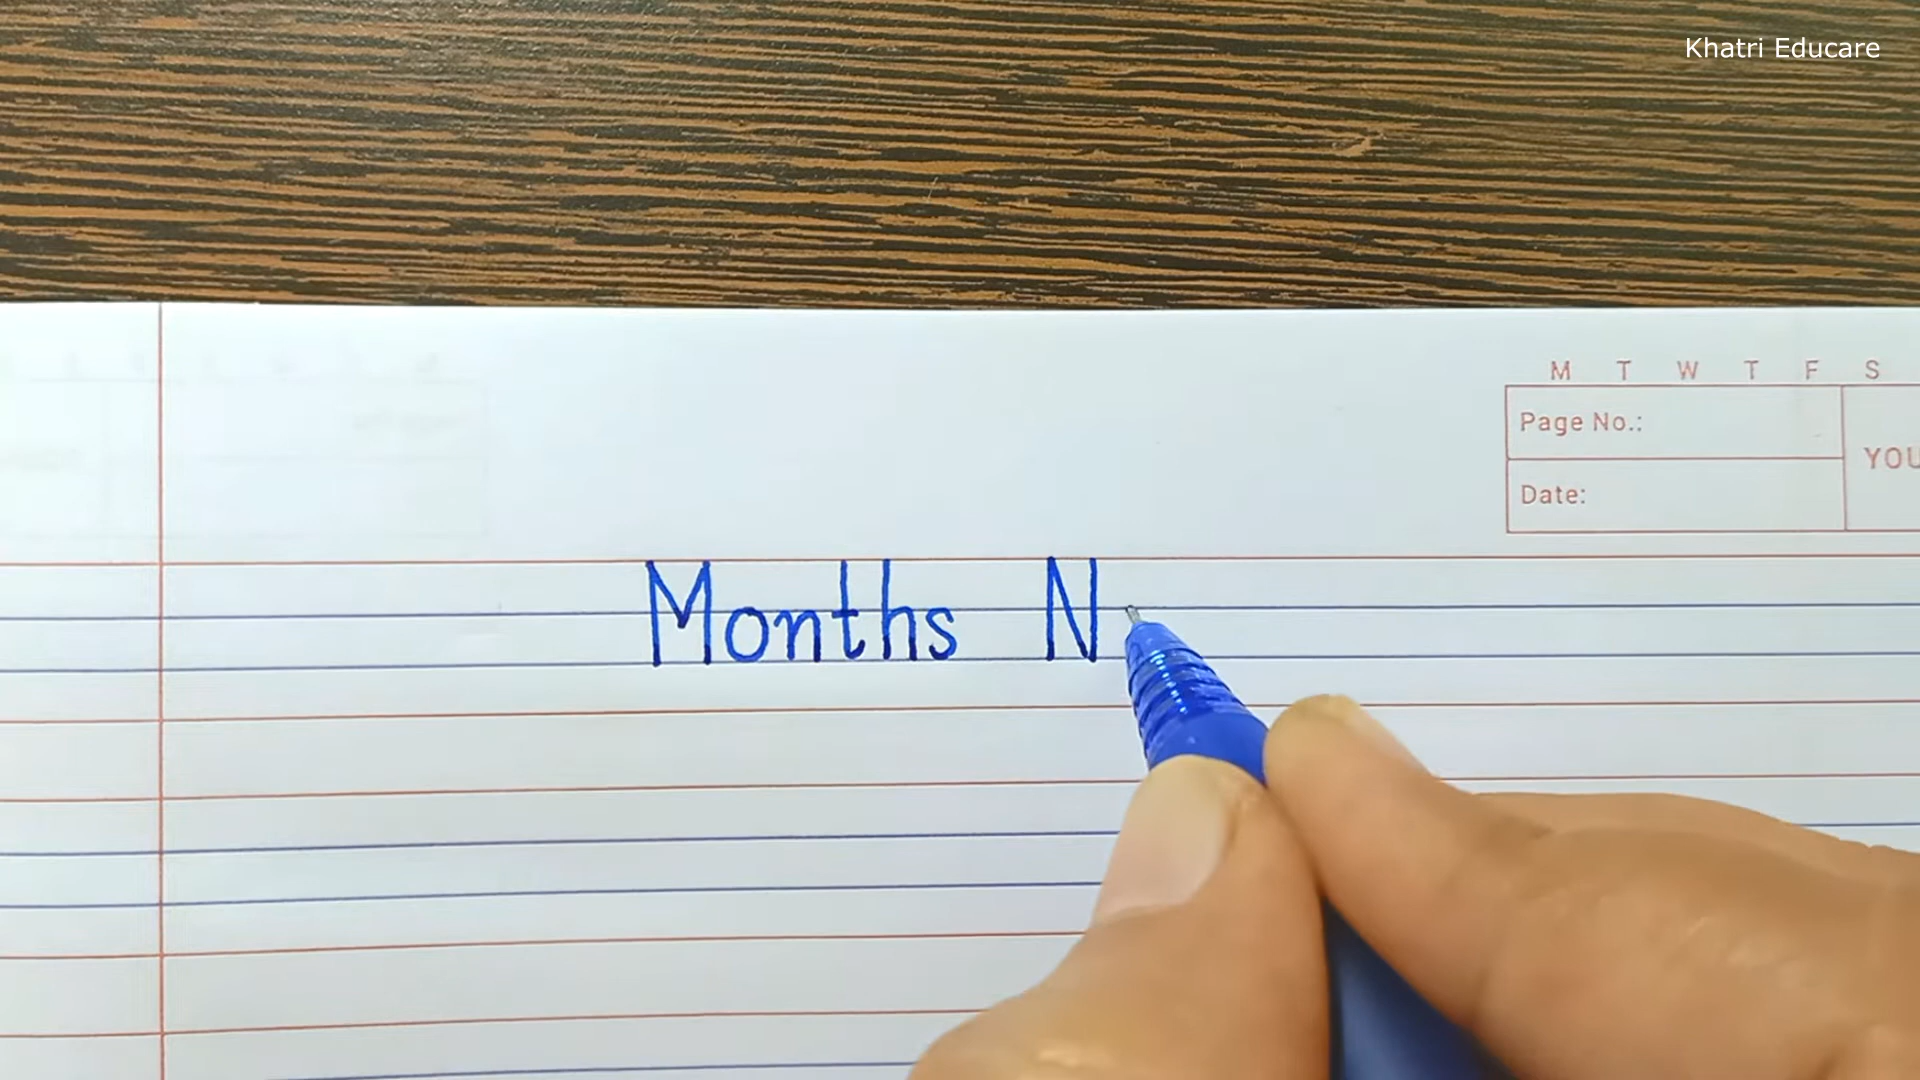 Khatri Educare
M T W T F S
Page No.:
YOU
Date:
Months N